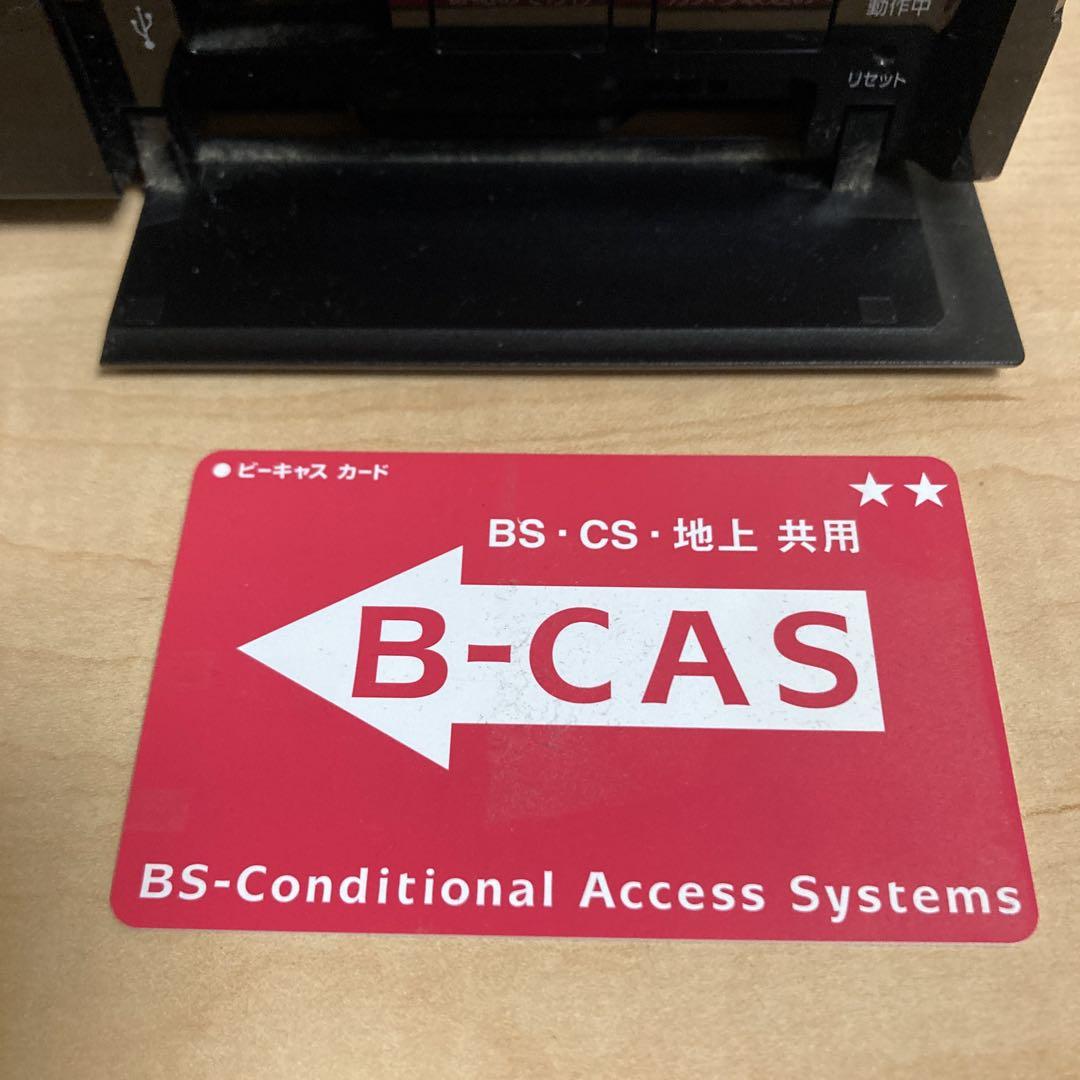 動作中
リセット
●ビーキャス カード
★★
BS・CS・地上 共用
B-CAS
BS-Conditional Access Systems